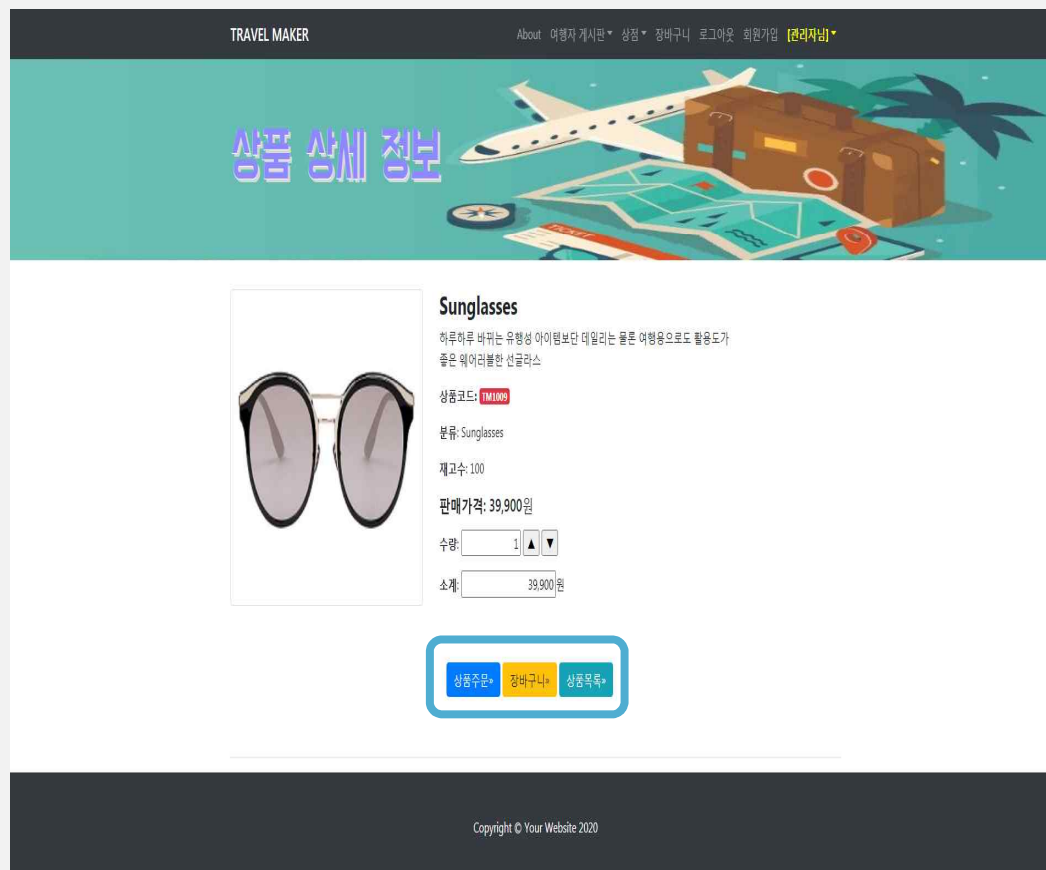 TRAVEL MAKER
About 여행자 게시판 상점 장바구니 로그아웃 회원가입 [관리자님]
상품 상세 정보
TICKET
Sunglasses
하루하루 바뀌는 유행성 아이템보단 데일리는 물론 여행용으로도 활용도가
좋은 웨어러블한 선글라스
상품코드: TM1009
분류: Sunglasses
재고수: 100
판매가격: 39,900원
수량: 1 ▲ ▼
소계: 39,900 원
상품주문» 장바구니» 상품목록»
Copyright © Your Website 2020